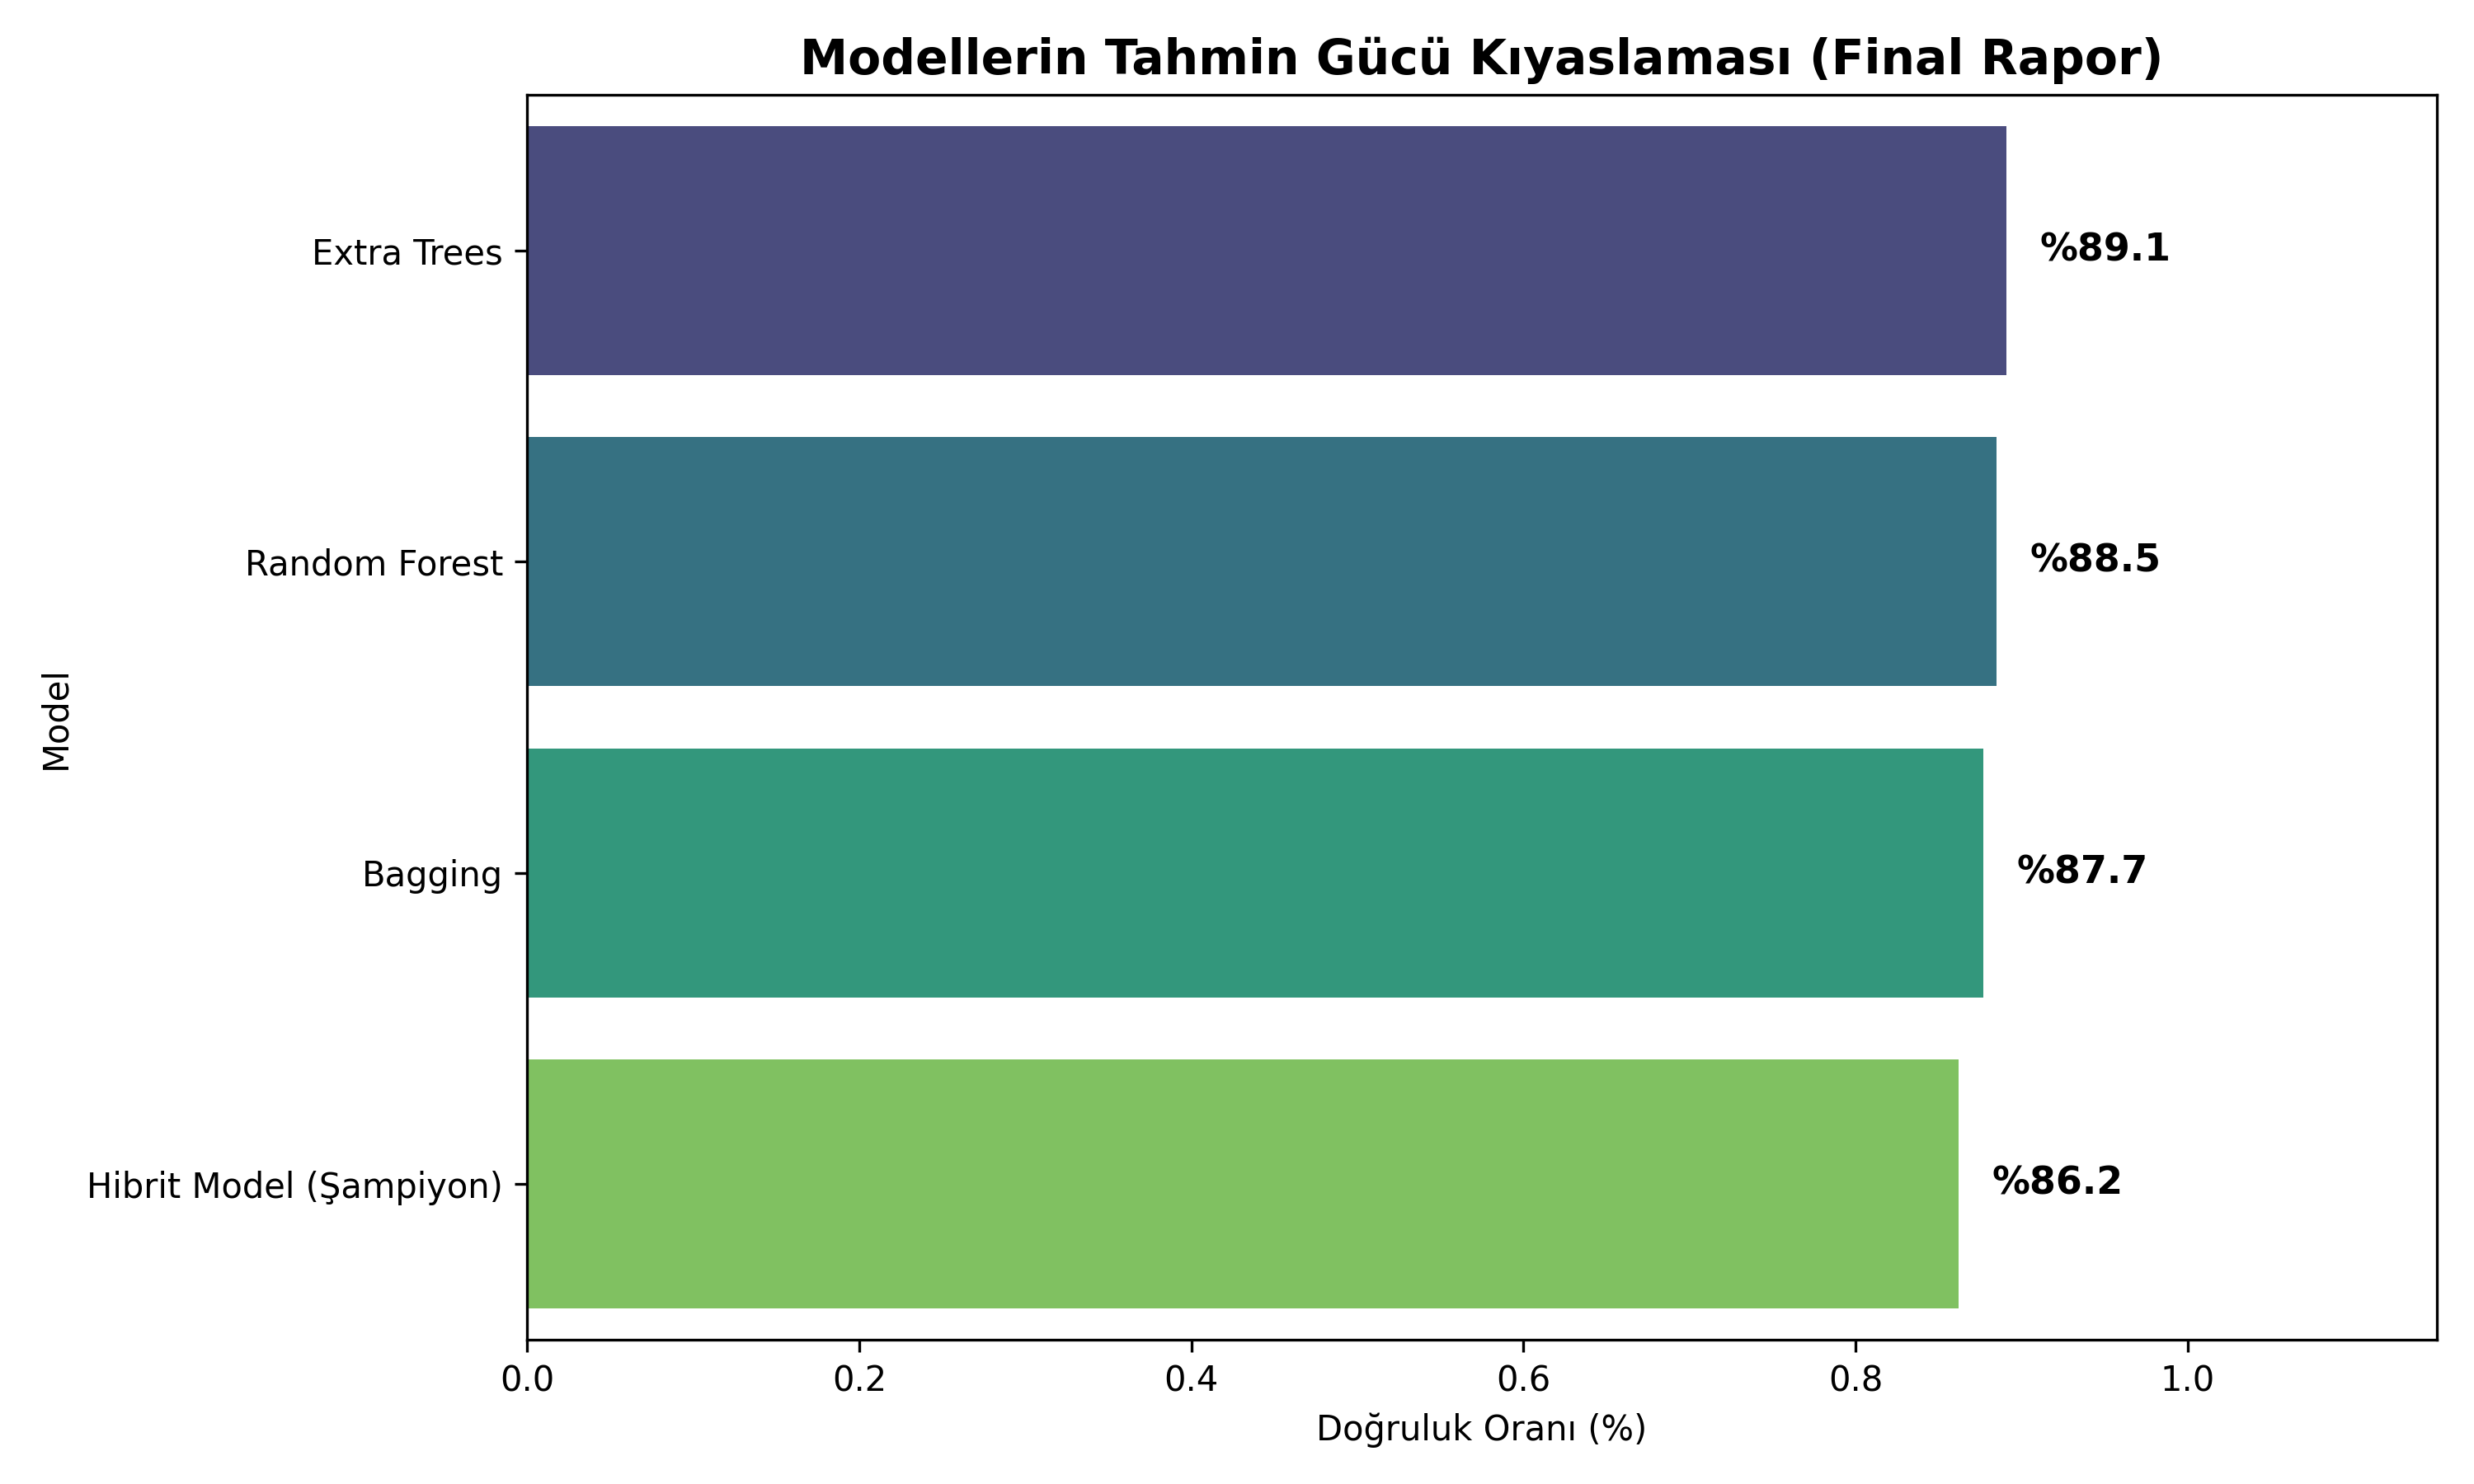 Modellerin Tahmin Gücü Kıyaslaması (Final Rapor)
Extra Trees
%89.1
Random Forest
%88.5
Model
Bagging
%87.7
Hibrit Model (Şampiyon)
%86.2
0.0 0.2 0.4 0.6 0.8 1.0
Doğruluk Oranı (%)